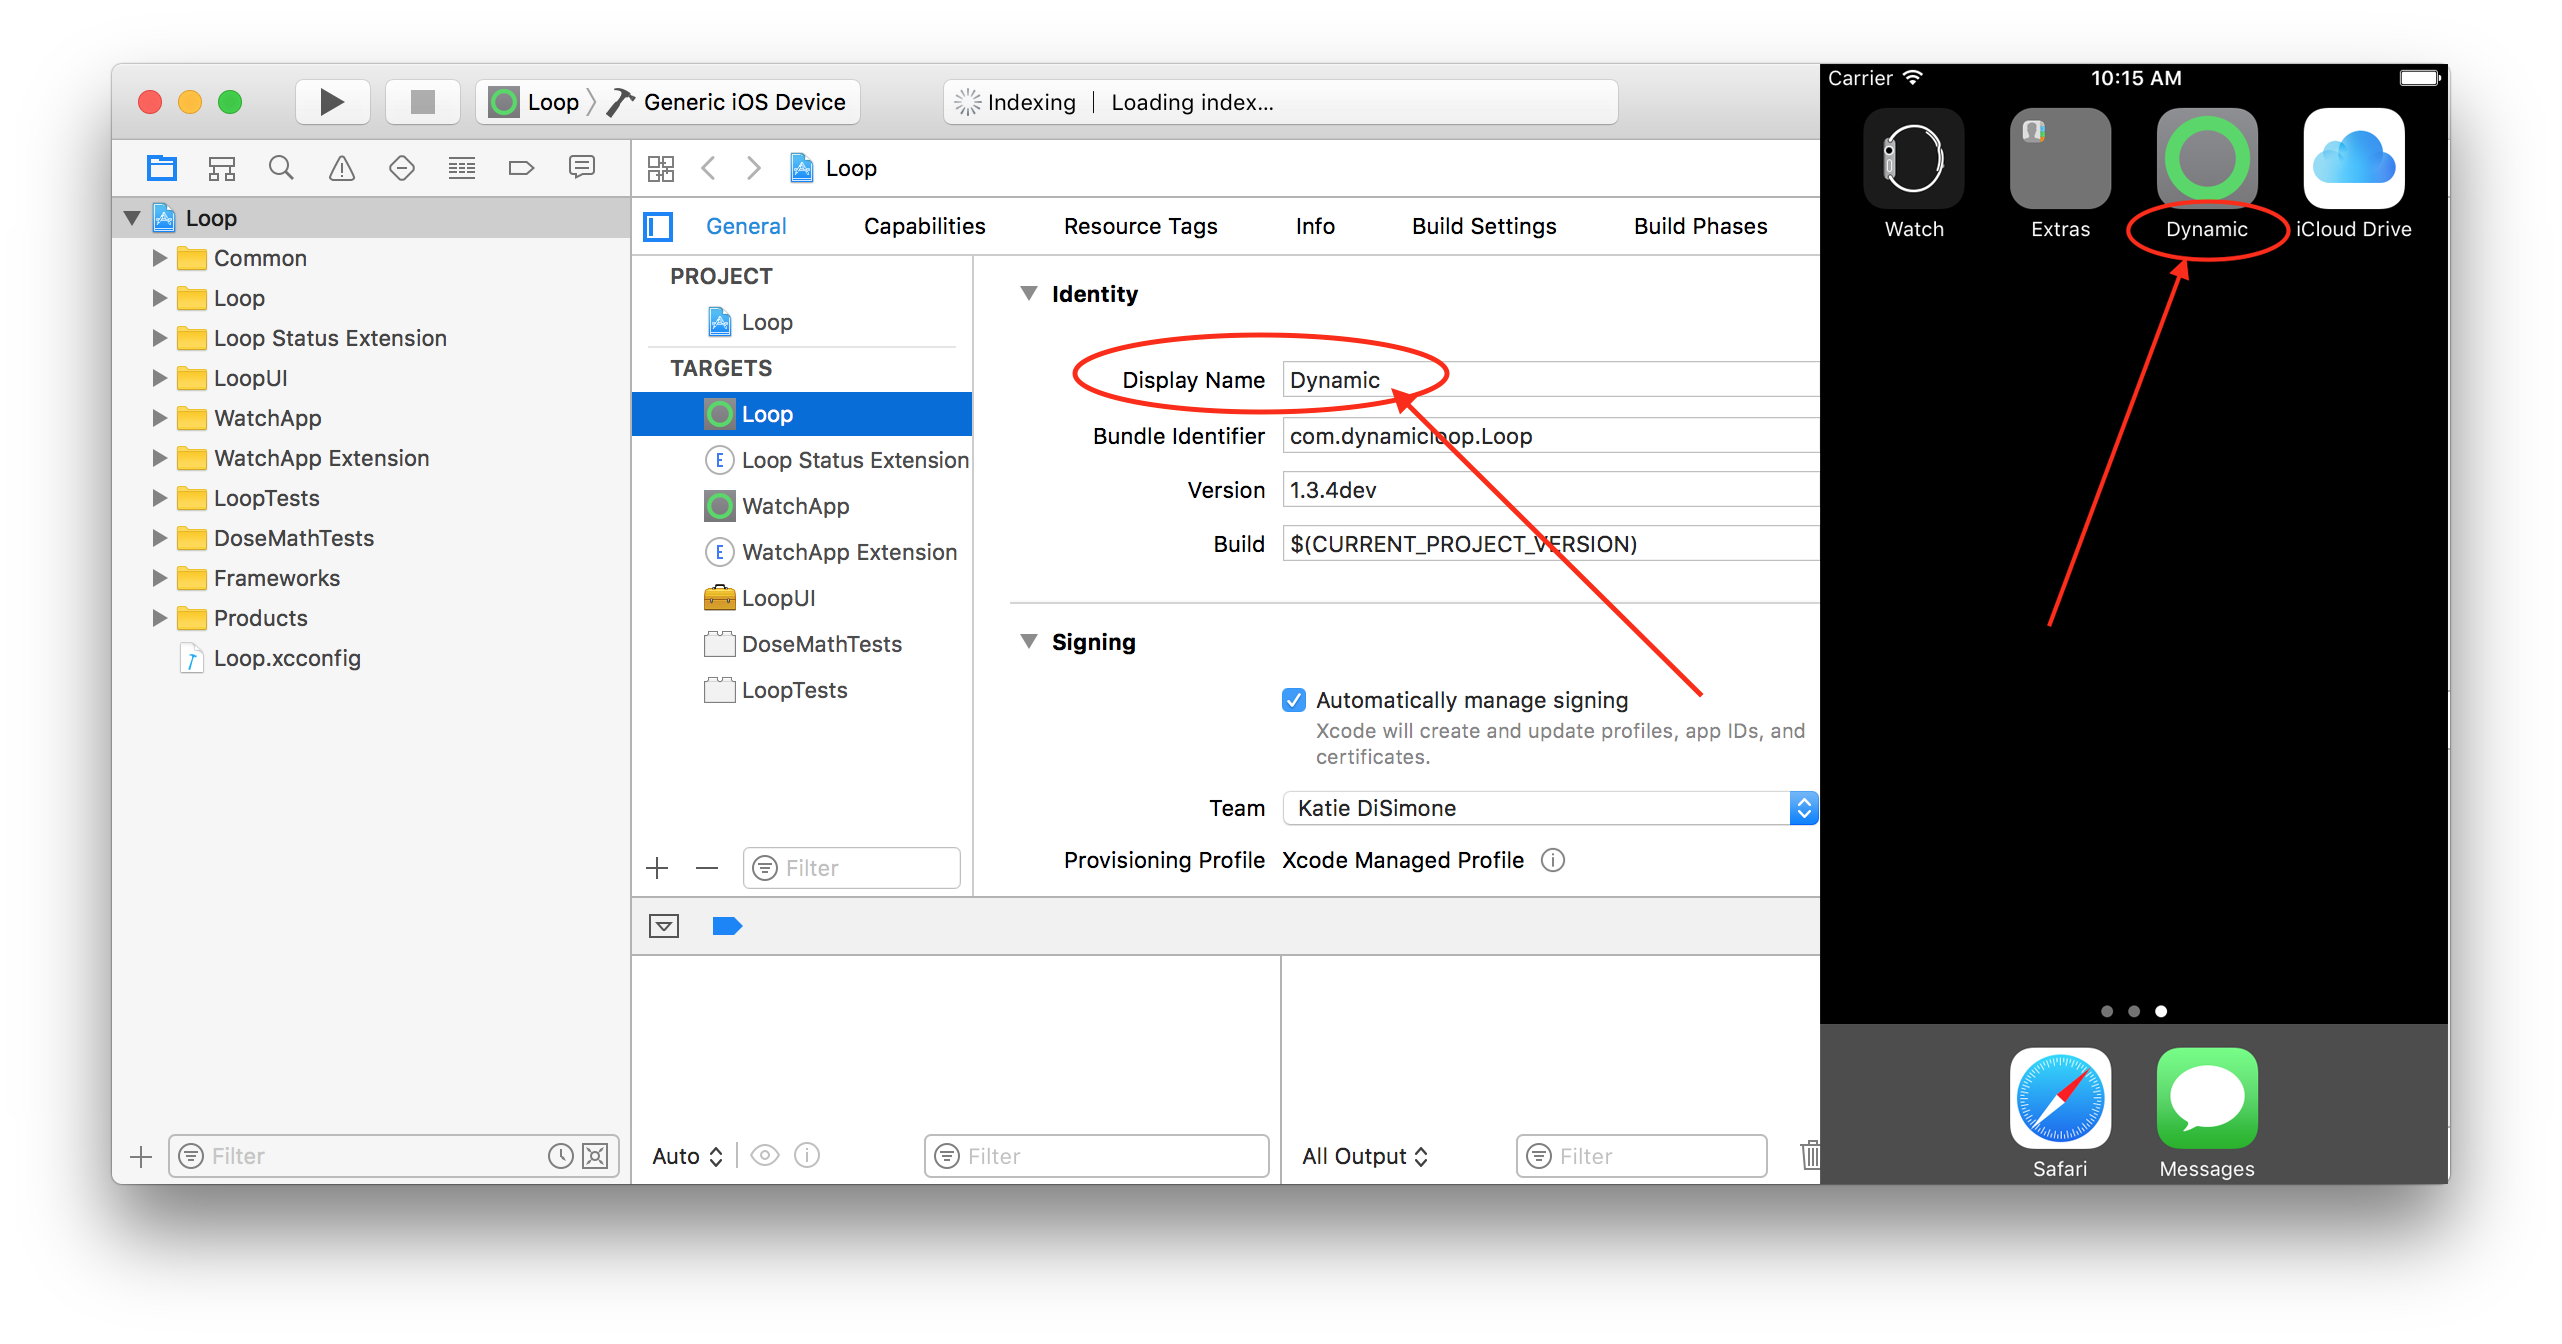 Loop
Generic iOS Device
Indexing | Loading index...
Loop
Common
Loop
Loop Status Extension
LoopUI
WatchApp
WatchApp Extension
LoopTests
DoseMathTests
Frameworks
Products
Loop.xcconfig
Filter
Loop
General
Capabilities
Resource Tags
Info
Build Settings
Build Phases
PROJECT
Loop
TARGETS
Loop
Loop Status Extension
WatchApp
WatchApp Extension
LoopUI
DoseMathTests
LoopTests
Filter
Identity
Display Name Dynamic
Bundle Identifier com.dynamicloop.Loop
Version 1.3.4dev
Build $(CURRENT_PROJECT_VERSION)
Signing
Automatically manage signing
Xcode will create and update profiles, app IDs, and
certificates.
Team Katie DiSimone
Provisioning Profile Xcode Managed Profile
Auto
Filter
All Output
Filter
Carrier 10:15 AM
Watch
Extras
Dynamic
iCloud Drive
Safari
Messages